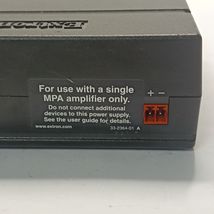 Extron
For use with a single
MPA amplifier only.
Do not connect additional
devices to this power supply.
See the user guide for details.
www.extron.com 33-2364-01 A
+ -